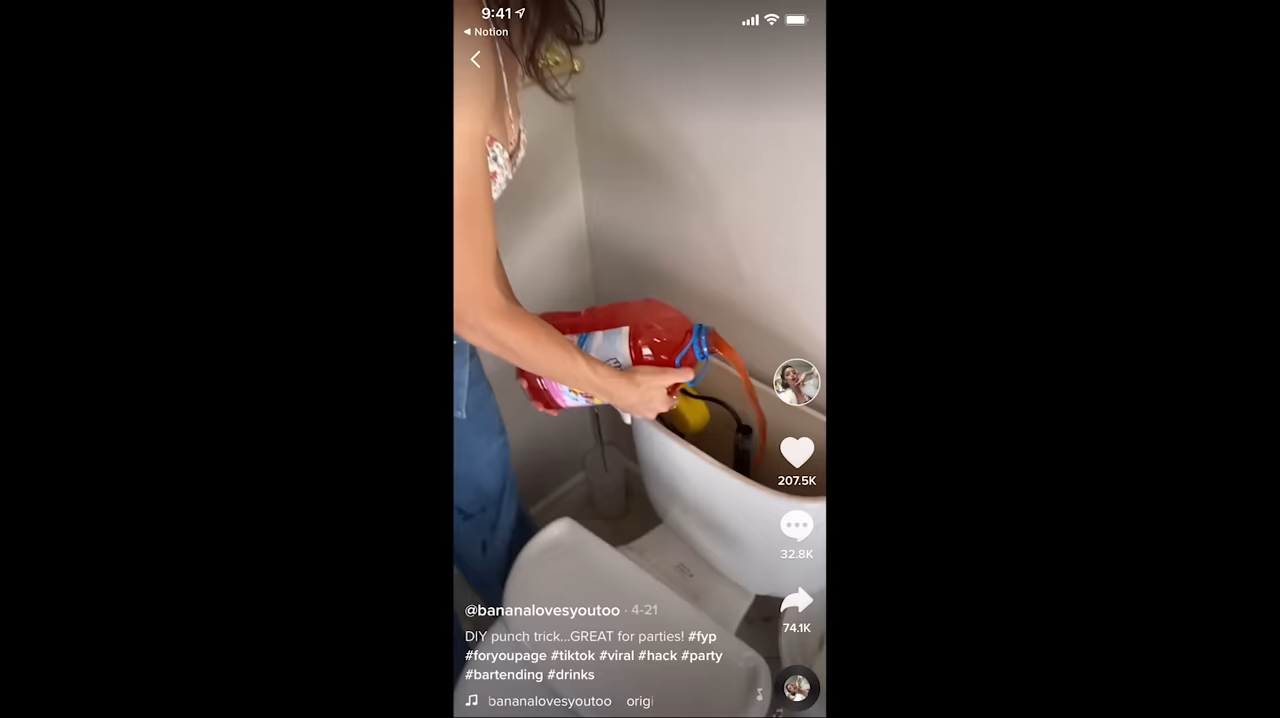 9:41
Notion
207.5K
32.8K
74.1K
@bananalovesyoutoo · 4-21
DIY punch trick...GREAT for parties! #fyp
#foryoupage #tiktok #viral #hack #party
#bartending #drinks
bananalovesyoutoo origi